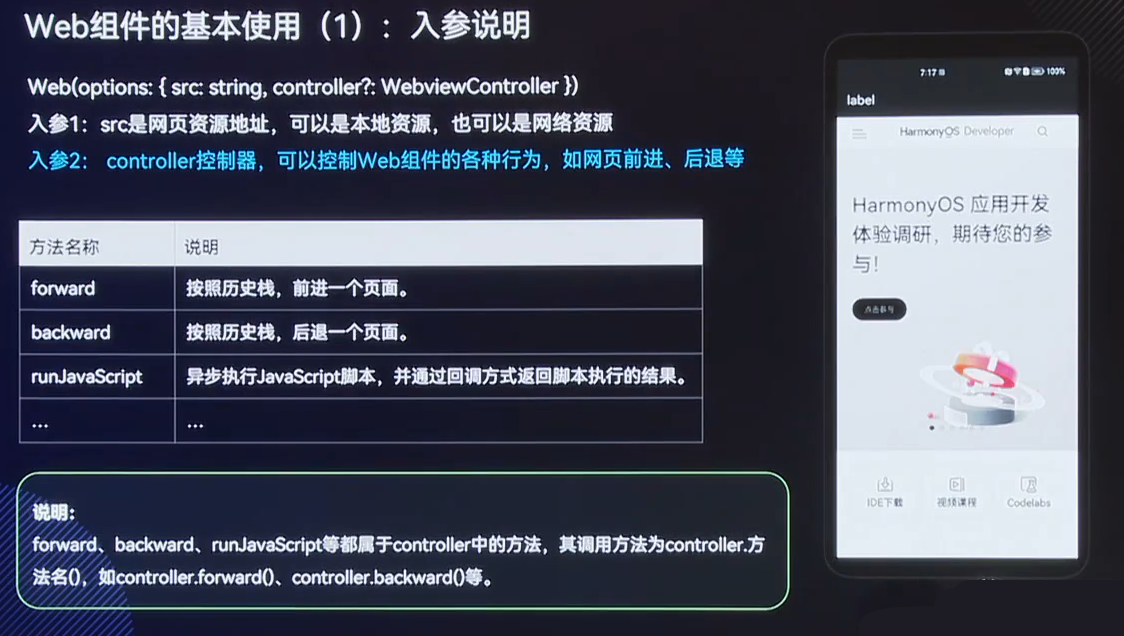 Web组件的基本使用（1）：入参说明
Web(options: { src: string, controller?: WebviewController })
入参1：src是网页资源地址，可以是本地资源，也可以是网络资源
入参2： controller控制器，可以控制Web组件的各种行为，如网页前进、后退等
方法名称 说明
forward 按照历史栈，前进一个页面。
backward 按照历史栈，后退一个页面。
runJavaScript 异步执行JavaScript脚本，并通过回调方式返回脚本执行的结果。
... ...
说明:
forward、backward、runJavaScript等都属于controller中的方法，其调用方法为controller.方
法名()，如controller.forward()、controller.backward()等。
7:17 100%
label
HarmonyOS Developer
HarmonyOS 应用开发
体验调研，期待您的参
与！
点击参与
IDE下载 视频课程 Codelabs